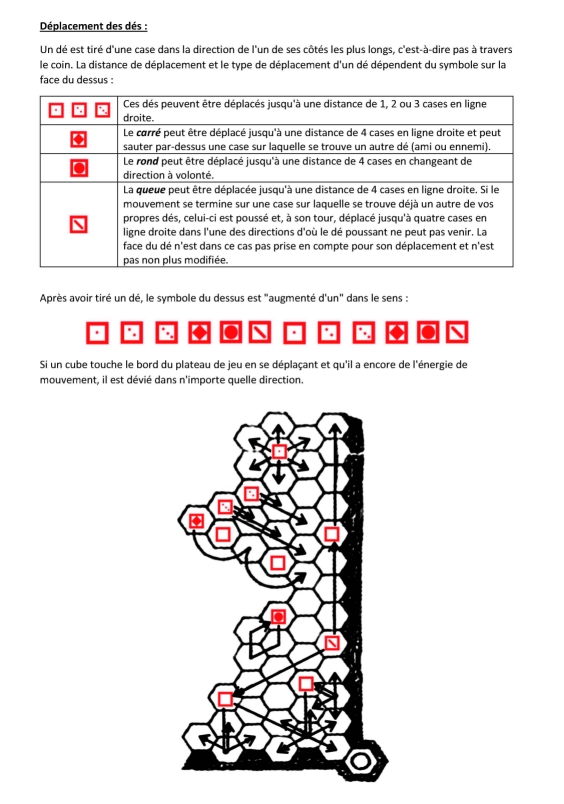 Déplacement des dés :
Un dé est tiré d'une case dans la direction de l'un de ses côtés les plus longs, c'est-à-dire pas à travers
le coin. La distance de déplacement et le type de déplacement d'un dé dépendent du symbole sur la
face du dessus :
Ces dés peuvent être déplacés jusqu'à une distance de 1, 2 ou 3 cases en ligne
droite.
Le carré peut être déplacé jusqu'à une distance de 4 cases en ligne droite et peut
sauter par-dessus une case sur laquelle se trouve un autre dé (ami ou ennemi).
Le rond peut être déplacé jusqu'à une distance de 4 cases en changeant de
direction à volonté.
La queue peut être déplacée jusqu'à une distance de 4 cases en ligne droite. Si le
mouvement se termine sur une case sur laquelle se trouve déjà un autre de vos
propres dés, celui-ci est poussé et, à son tour, déplacé jusqu'à quatre cases en
ligne droite dans l'une des directions d'où le dé poussant ne peut pas venir. La
face du dé n'est dans ce cas pas prise en compte pour son déplacement et n'est
pas non plus modifiée.
Après avoir tiré un dé, le symbole du dessus est "augmenté d'un" dans le sens :
Si un cube touche le bord du plateau de jeu en se déplaçant et qu'il a encore de l'énergie de
mouvement, il est dévié dans n'importe quelle direction.